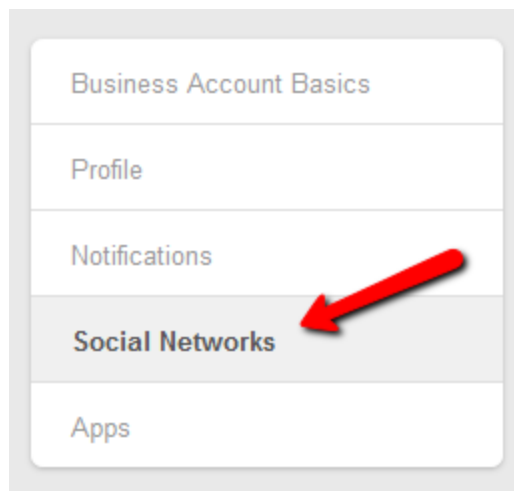 Business Account Basics
Profile
Notifications
Social Networks
Apps